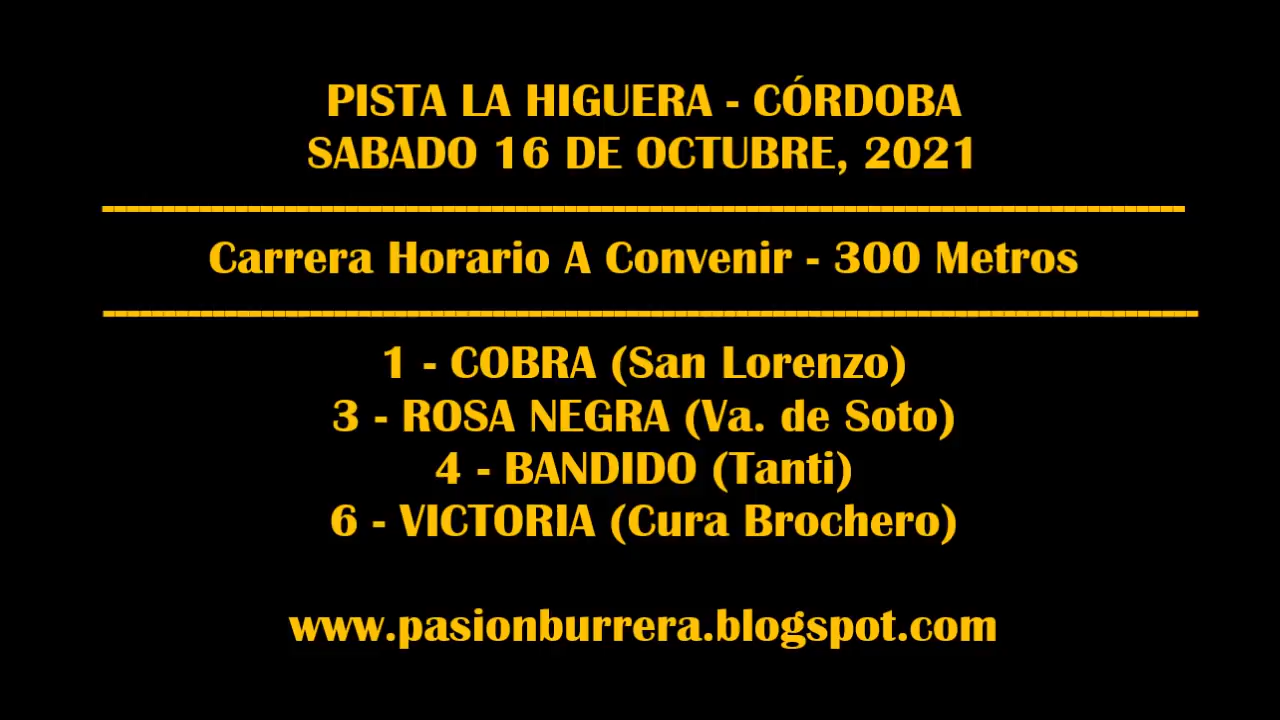 PISTA LA HIGUERA - CÓRDOBA
SABADO 16 DE OCTUBRE, 2021
Carrera Horario A Convenir - 300 Metros
1 - COBRA (San Lorenzo)
3 - ROSA NEGRA (Va. de Soto)
4 - BANDIDO (Tanti)
6 - VICTORIA (Cura Brochero)
www.pasionburrera.blogspot.com